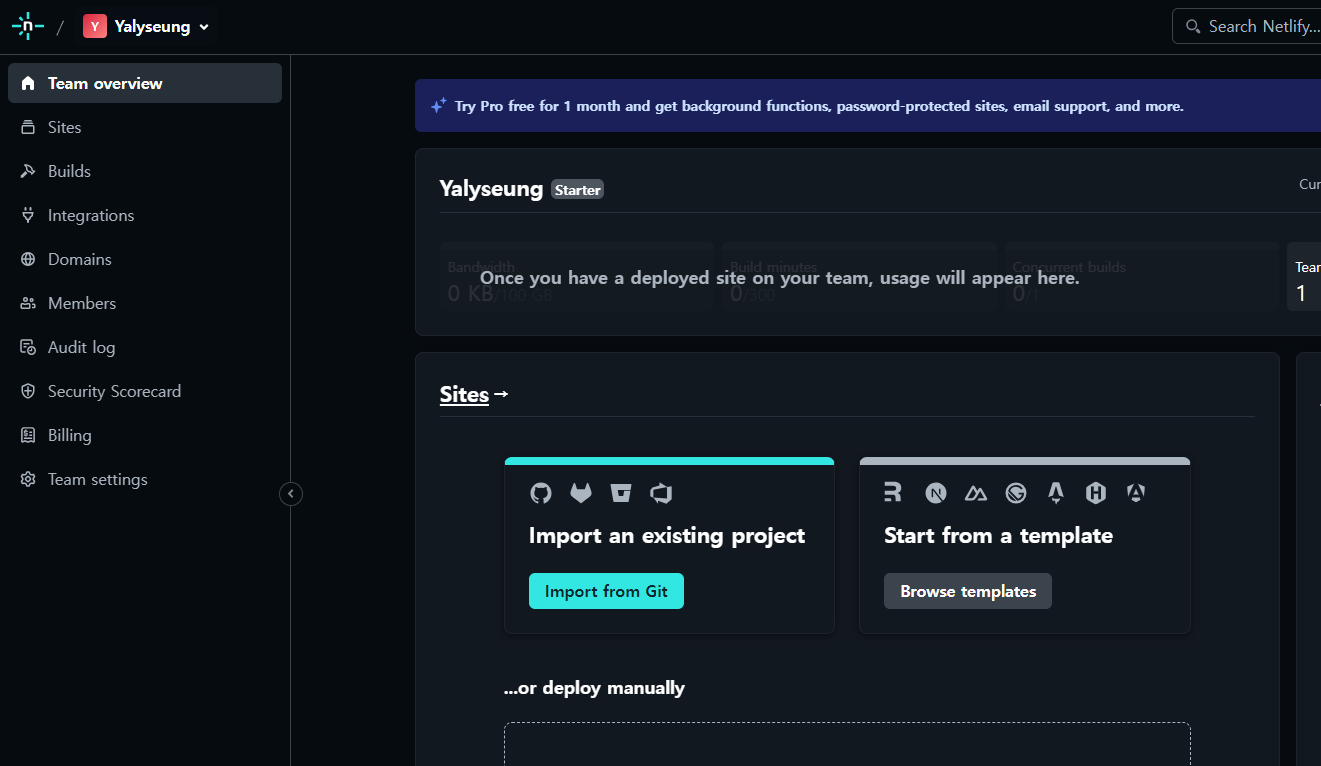 n / Y Yalyseung
Search Netlify...
Team overview
Sites
Builds
Integrations
Domains
Members
Audit log
Security Scorecard
Billing
Team settings
Try Pro free for 1 month and get background functions, password-protected sites, email support, and more.
Yalyseung Starter
Cur
Bandwidth
0 KB/100 GB
Build minutes
0/300
Concurrent builds
0/1
Once you have a deployed site on your team, usage will appear here.
Team
1
Sites →
Import an existing project
Import from Git
Start from a template
Browse templates
...or deploy manually